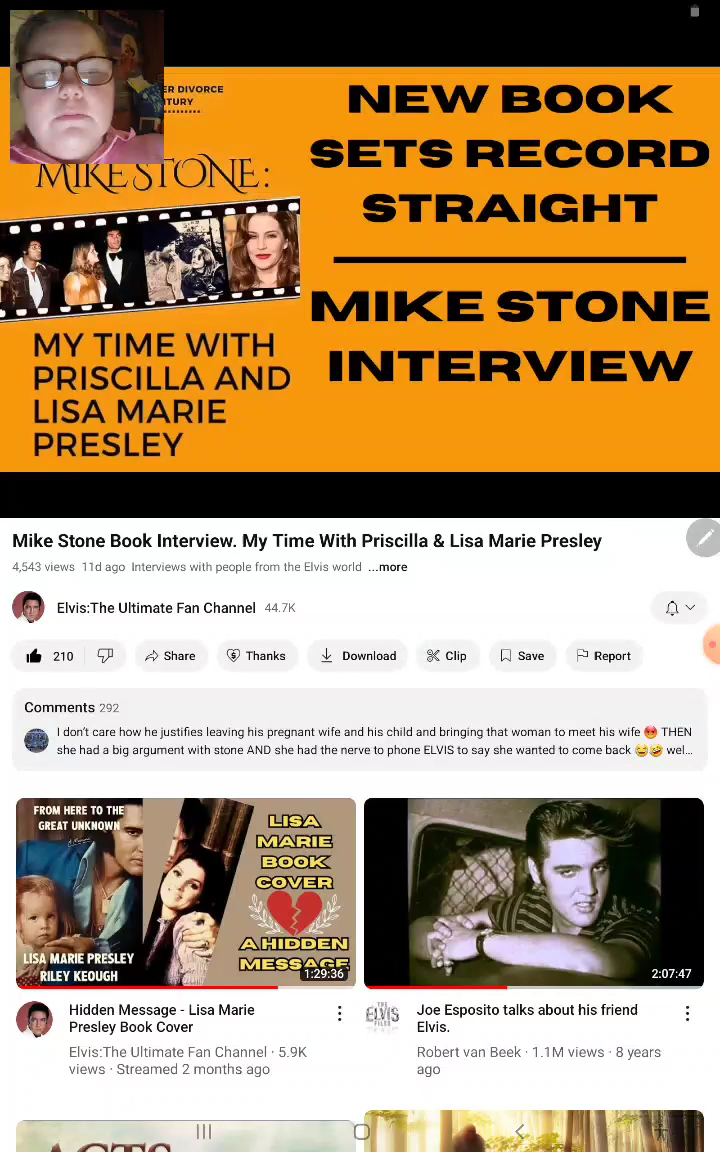 ER DIVORCE
TURY
MIKE STONE:
MY TIME WITH
PRISCILLA AND
LISA MARIE
PRESLEY
NEW BOOK
SETS RECORD
STRAIGHT
MIKE STONE
INTERVIEW
Mike Stone Book Interview. My Time With Priscilla & Lisa Marie Presley
4,543 views 11d ago Interviews with people from the Elvis world ...more
Elvis:The Ultimate Fan Channel 44.7K
210 Share Thanks Download Clip Save Report
Comments 292
I don't care how he justifies leaving his pregnant wife and his child and bringing that woman to meet his wife 😡 THEN
she had a big argument with stone AND she had the nerve to phone ELVIS to say she wanted to come back 😂🤣 wel...
FROM HERE TO THE
GREAT UNKNOWN
LISA MARIE PRESLEY
RILEY KEOUGH
LISA
MARIE
BOOK
COVER
A HIDDEN
MESSAGE
1:29:36
Hidden Message - Lisa Marie
Presley Book Cover
Elvis:The Ultimate Fan Channel · 5.9K
views · Streamed 2 months ago
2:07:47
THE
ELVIS
FILES
Joe Esposito talks about his friend
Elvis.
Robert van Beek · 1.1M views · 8 years
ago
ACTS